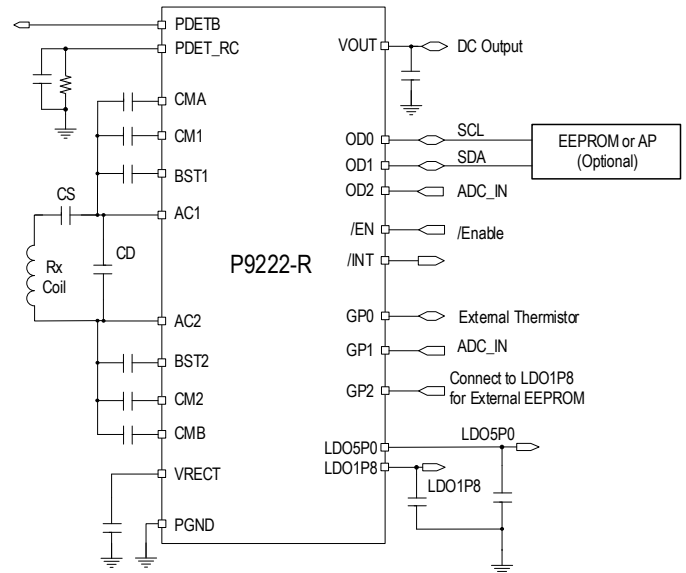 PDETB
PDET_RC
CMA
CM1
BST1
CS
AC1
CD
Rx
Coil
AC2
BST2
CM2
CMB
VRECT
PGND
P9222-R
VOUT
DC Output
OD0
SCL
OD1
SDA
EEPROM or AP
(Optional)
OD2
ADC_IN
/EN
/Enable
/INT
GP0
External Thermistor
GP1
ADC_IN
GP2
Connect to LDO1P8
for External EEPROM
LDO5P0
LDO5P0
LDO1P8
LDO1P8